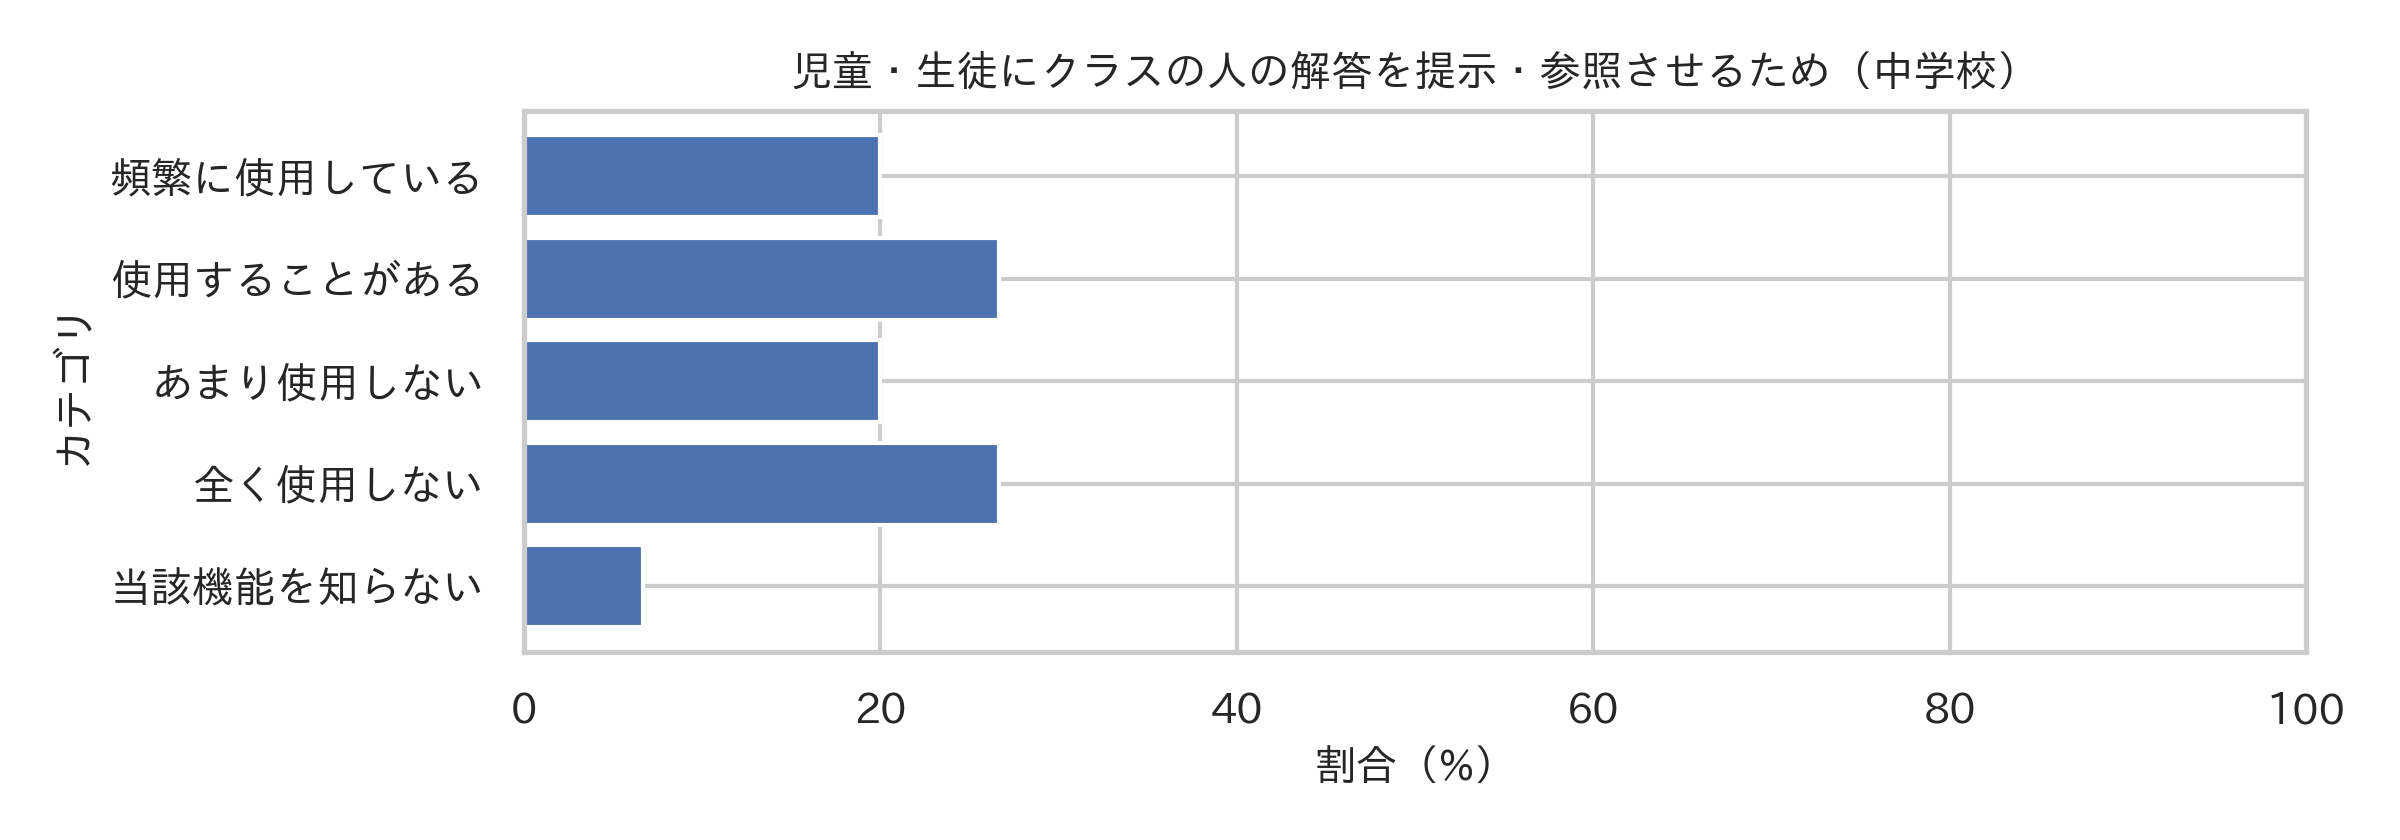 児童・生徒にクラスの人の解答を提示・参照させるため（中学校）
カテゴリ
頻繁に使用している
使用することがある
あまり使用しない
全く使用しない
当該機能を知らない
0 20 40 60 80 100
割合（%）